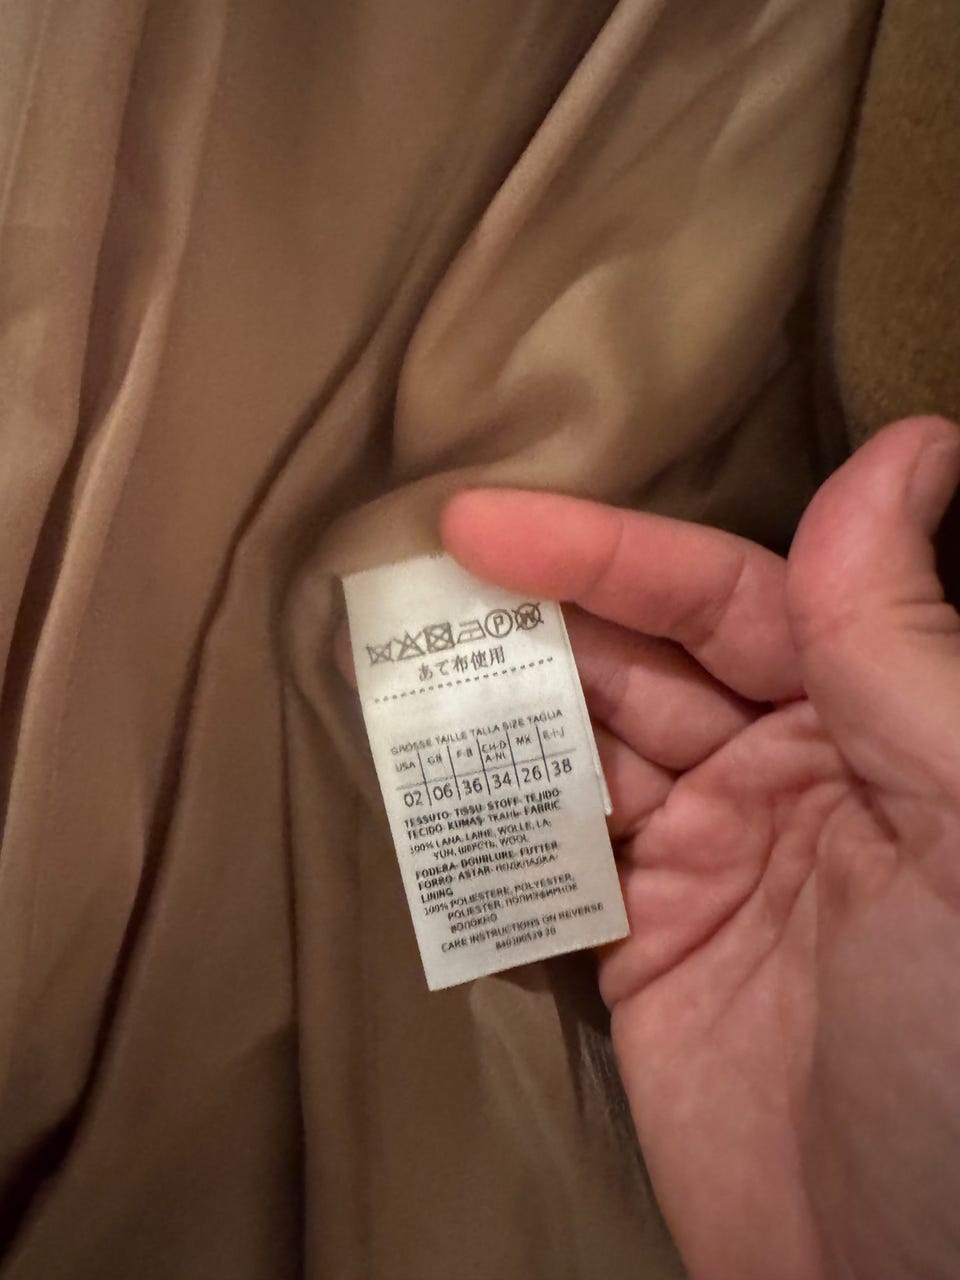 P W
あて布使用
GRÖSSE TAILLE TALLA SIZE TAGLIA
USA GB F-B CH-D A-NL MX E-I-J
02 06 36 34 26 38
TESSUTO- TISSU- STOFF- TEJIDO-
TECIDO- KUMAŞ- ТКАНЬ- FABRIC
100% LANA, LAINE, WOLLE, LA,
YÜN, ШЕРСТЬ, WOOL
FODERA- DOUBLURE- FUTTER-
FORRO- ASTAR- ПОДКЛАДКА-
LINING
100% POLIESTERE, POLYESTER,
POLIESTER, ПОЛИЭФИРНОЕ
ВОЛОКНО
CARE INSTRUCTIONS ON REVERSE